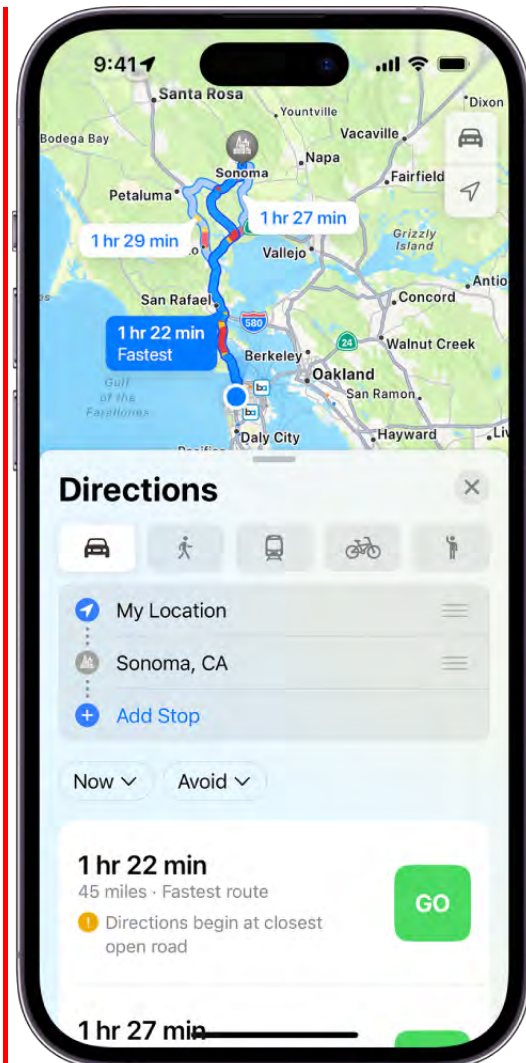 9:41
Santa Rosa
Yountville
Dixon
Bodega Bay
Vacaville
Napa
Sonoma
Fairfield
Petaluma
1 hr 27 min
1 hr 29 min
Grizzly
Island
Vallejo
Antio
Concord
San Rafael
580
1 hr 22 min
Fastest
24
Walnut Creek
Berkeley
Oakland
Gulf
of the
Farallones
San Ramon
Daly City
Hayward
Liv
Directions
My Location
Sonoma, CA
Add Stop
Now
Avoid
1 hr 22 min
45 miles · Fastest route
Directions begin at closest
open road
GO
1 hr 27 min